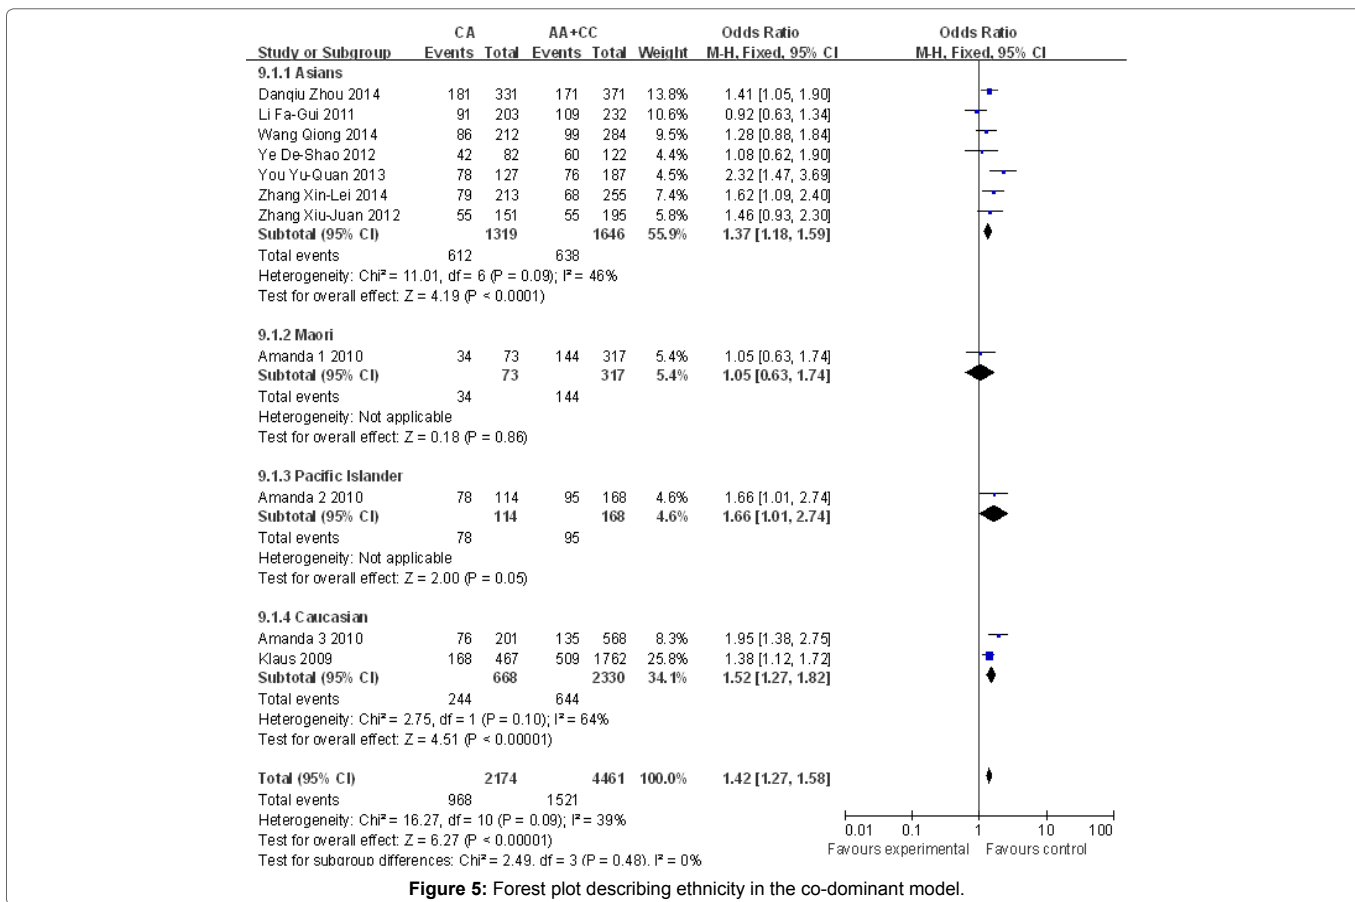 CA AA+CC Odds Ratio Odds Ratio
Study or Subgroup Events Total Events Total Weight M-H, Fixed, 95% CI M-H, Fixed, 95% CI
9.1.1 Asians
Danqiu Zhou 2014 181 331 171 371 13.8% 1.41 [1.05, 1.90]
Li Fa-Gui 2011 91 203 109 232 10.6% 0.92 [0.63, 1.34]
Wang Qiong 2014 86 212 99 284 9.5% 1.28 [0.88, 1.84]
Ye De-Shao 2012 42 82 60 122 4.4% 1.08 [0.62, 1.90]
You Yu-Quan 2013 78 127 76 187 4.5% 2.32 [1.47, 3.69]
Zhang Xin-Lei 2014 79 213 68 255 7.4% 1.62 [1.09, 2.40]
Zhang Xiu-Juan 2012 55 151 55 195 5.8% 1.46 [0.93, 2.30]
Subtotal (95% CI) 1319 1646 55.9% 1.37 [1.18, 1.59]
Total events 612 638
Heterogeneity: Chi² = 11.01, df = 6 (P = 0.09); I² = 46%
Test for overall effect: Z = 4.19 (P < 0.0001)
9.1.2 Maori
Amanda 1 2010 34 73 144 317 5.4% 1.05 [0.63, 1.74]
Subtotal (95% CI) 73 317 5.4% 1.05 [0.63, 1.74]
Total events 34 144
Heterogeneity: Not applicable
Test for overall effect: Z = 0.18 (P = 0.86)
9.1.3 Pacific Islander
Amanda 2 2010 78 114 95 168 4.6% 1.66 [1.01, 2.74]
Subtotal (95% CI) 114 168 4.6% 1.66 [1.01, 2.74]
Total events 78 95
Heterogeneity: Not applicable
Test for overall effect: Z = 2.00 (P = 0.05)
9.1.4 Caucasian
Amanda 3 2010 76 201 135 568 8.3% 1.95 [1.38, 2.75]
Klaus 2009 168 467 509 1762 25.8% 1.38 [1.12, 1.72]
Subtotal (95% CI) 668 2330 34.1% 1.52 [1.27, 1.82]
Total events 244 644
Heterogeneity: Chi² = 2.75, df = 1 (P = 0.10); I² = 64%
Test for overall effect: Z = 4.51 (P < 0.00001)
Total (95% CI) 2174 4461 100.0% 1.42 [1.27, 1.58]
Total events 968 1521
Heterogeneity: Chi² = 16.27, df = 10 (P = 0.09); I² = 39%
Test for overall effect: Z = 6.27 (P < 0.00001)
Test for subgroup differences: Chi² = 2.49, df = 3 (P = 0.48), I² = 0%
0.01 0.1 1 10 100
Favours experimental Favours control
Figure 5: Forest plot describing ethnicity in the co-dominant model.